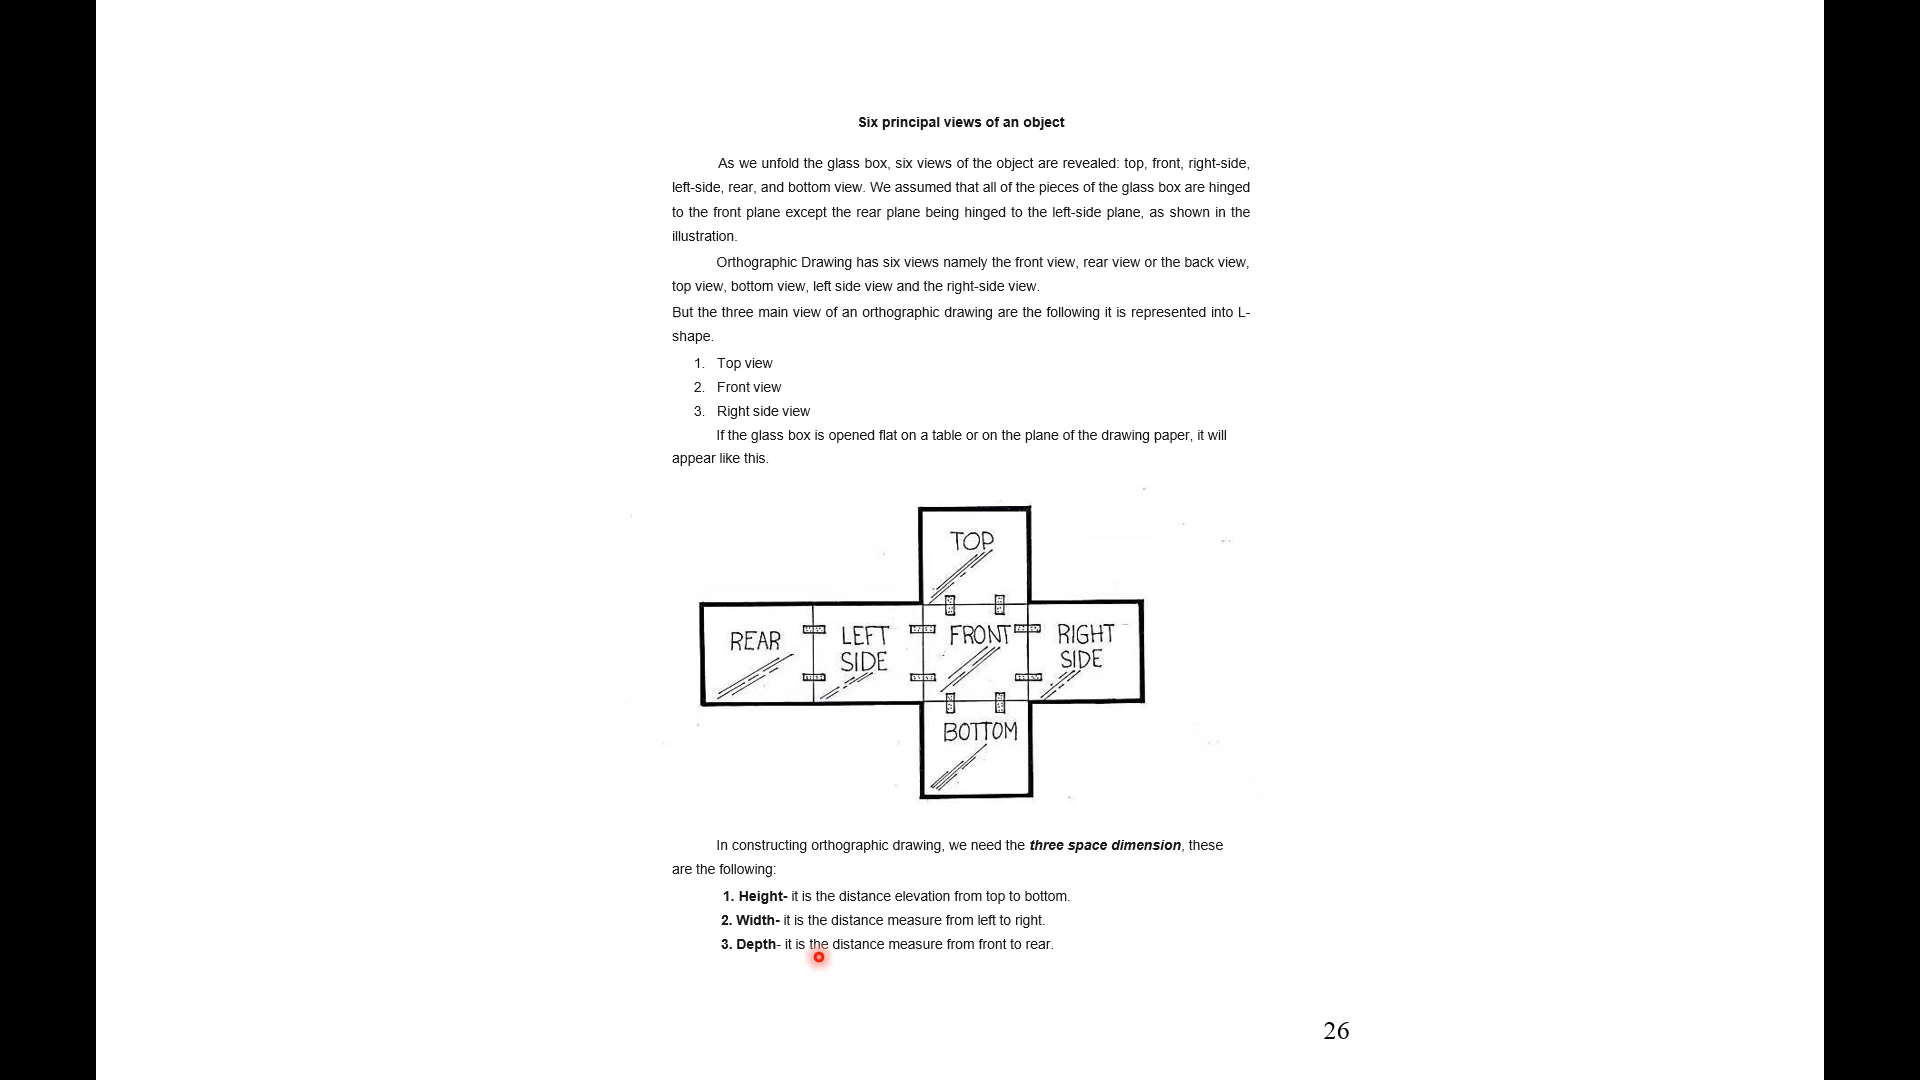 Six principal views of an object
As we unfold the glass box, six views of the object are revealed: top, front, right-side,
left-side, rear, and bottom view. We assumed that all of the pieces of the glass box are hinged
to the front plane except the rear plane being hinged to the left-side plane, as shown in the
illustration.
Orthographic Drawing has six views namely the front view, rear view or the back view,
top view, bottom view, left side view and the right-side view.
But the three main view of an orthographic drawing are the following it is represented into L-
shape.
1. Top view
2. Front view
3. Right side view
If the glass box is opened flat on a table or on the plane of the drawing paper, it will
appear like this.
TOP
REAR
LEFT
SIDE
FRONT
RIGHT
SIDE
BOTTOM
In constructing orthographic drawing, we need the three space dimension, these
are the following:
1. Height- it is the distance elevation from top to bottom.
2. Width- it is the distance measure from left to right.
3. Depth- it is the distance measure from front to rear.
26